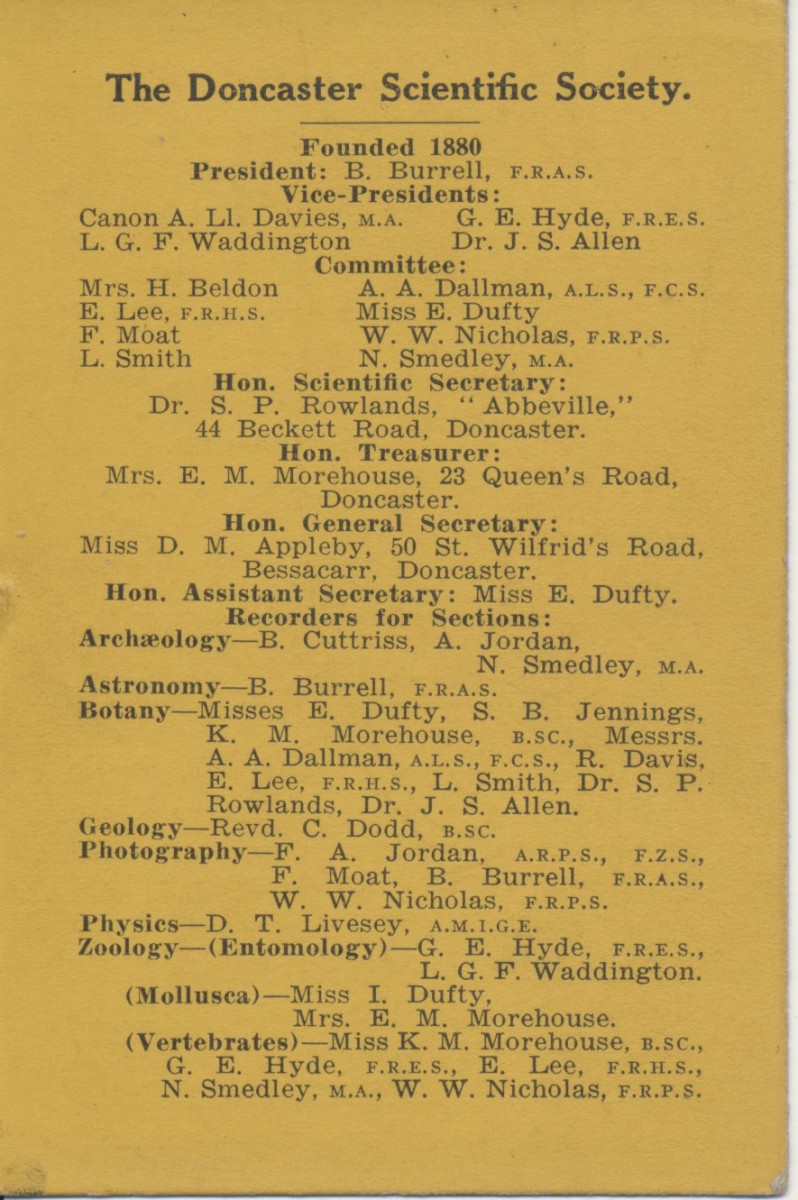 The Doncaster Scientific Society.
Founded 1880
President: B. Burrell, F.R.A.S.
Vice-Presidents:
Canon A. Ll. Davies, M.A. G. E. Hyde, F.R.E.S.
L. G. F. Waddington Dr. J. S. Allen
Committee:
Mrs. H. Beldon A. A. Dallman, A.L.S., F.C.S.
E. Lee, F.R.H.S. Miss E. Dufty
F. Moat W. W. Nicholas, F.R.P.S.
L. Smith N. Smedley, M.A.
Hon. Scientific Secretary:
Dr. S. P. Rowlands, "Abbeville,"
44 Beckett Road, Doncaster.
Hon. Treasurer:
Mrs. E. M. Morehouse, 23 Queen's Road,
Doncaster.
Hon. General Secretary:
Miss D. M. Appleby, 50 St. Wilfrid's Road,
Bessacarr, Doncaster.
Hon. Assistant Secretary: Miss E. Dufty.
Recorders for Sections:
Archæology—B. Cuttriss, A. Jordan,
N. Smedley, M.A.
Astronomy—B. Burrell, F.R.A.S.
Botany—Misses E. Dufty, S. B. Jennings,
K. M. Morehouse, B.SC., Messrs.
A. A. Dallman, A.L.S., F.C.S., R. Davis,
E. Lee, F.R.H.S., L. Smith, Dr. S. P.
Rowlands, Dr. J. S. Allen.
Geology—Revd. C. Dodd, B.SC.
Photography—F. A. Jordan, A.R.P.S., F.Z.S.,
F. Moat, B. Burrell, F.R.A.S.,
W. W. Nicholas, F.R.P.S.
Physics—D. T. Livesey, A.M.I.G.E.
Zoology—(Entomology)—G. E. Hyde, F.R.E.S.,
L. G. F. Waddington.
(Mollusca)—Miss I. Dufty,
Mrs. E. M. Morehouse.
(Vertebrates)—Miss K. M. Morehouse, B.SC.,
G. E. Hyde, F.R.E.S., E. Lee, F.R.H.S.,
N. Smedley, M.A., W. W. Nicholas, F.R.P.S.